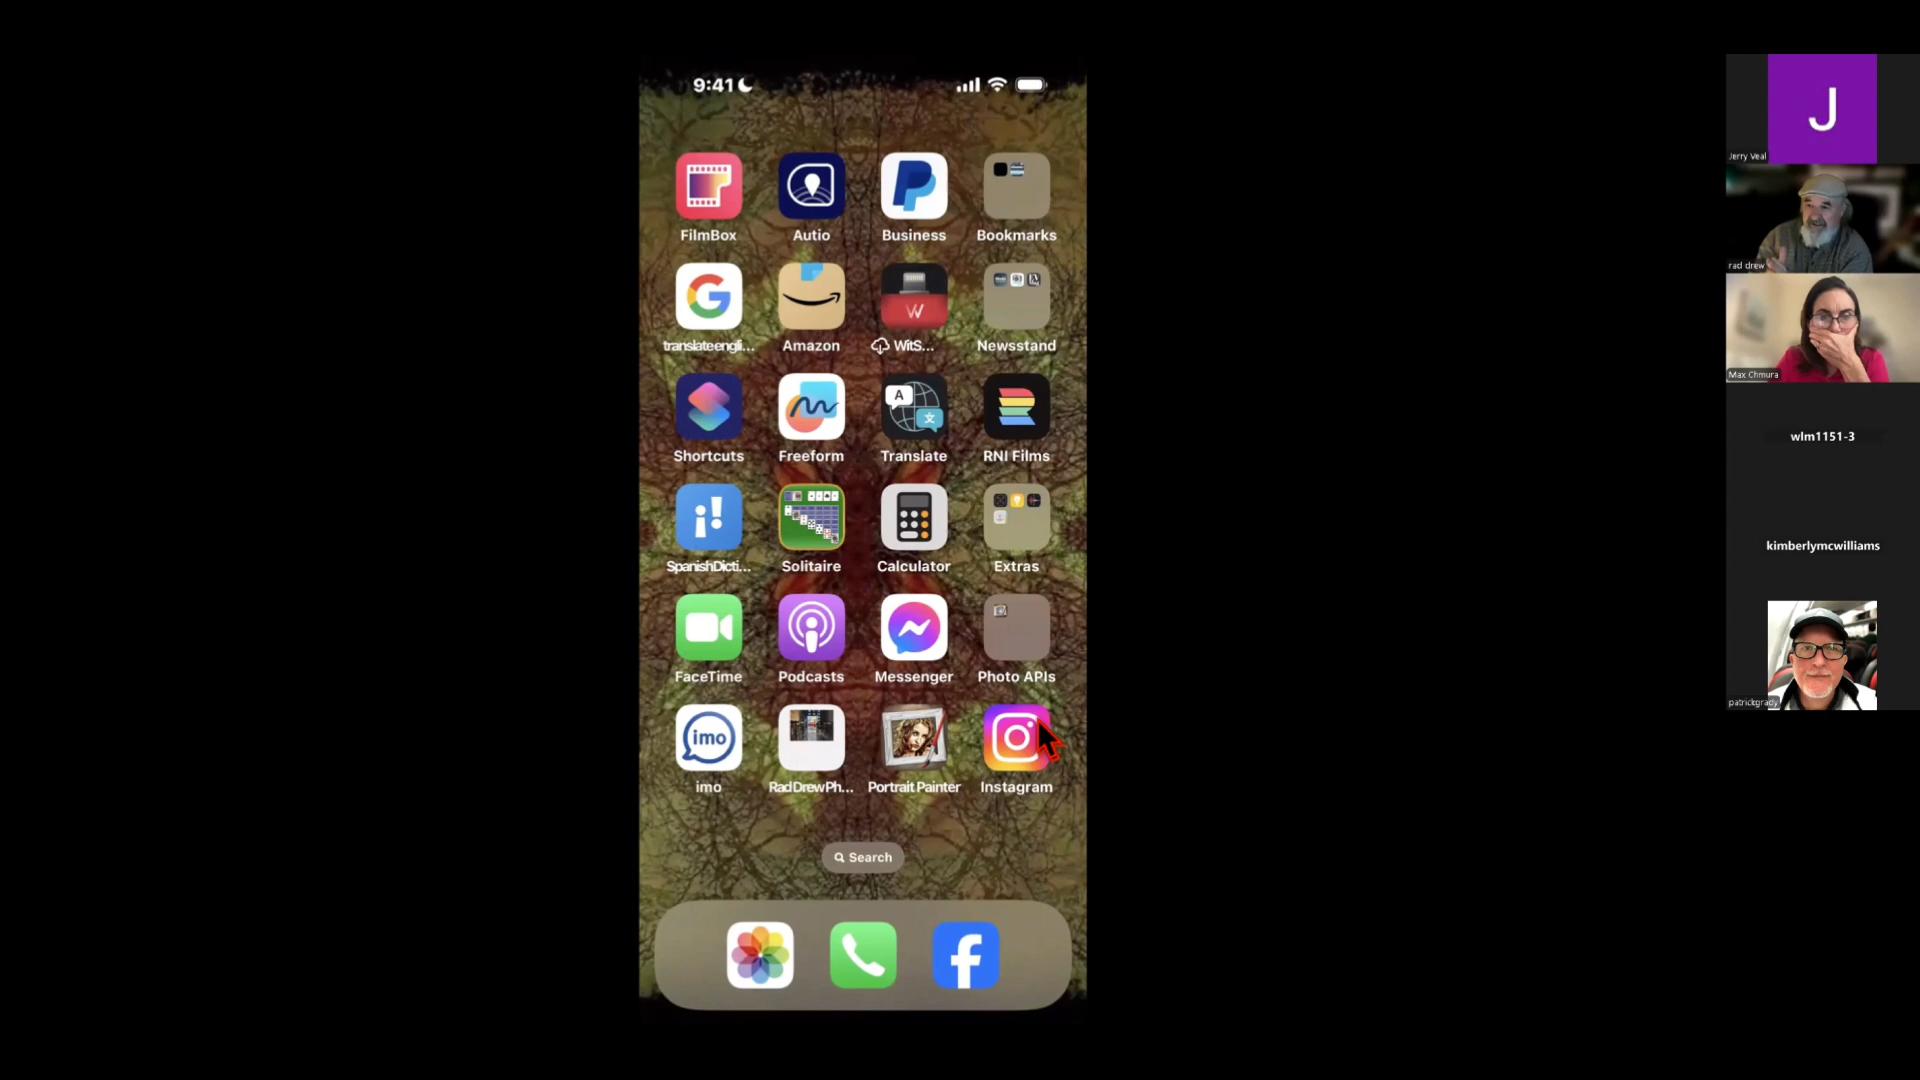 9:41
FilmBox Autio Business Bookmarks
translateengli... Amazon WitS... Newsstand
Shortcuts Freeform Translate RNI Films
SpanishDicti... Solitaire Calculator Extras
FaceTime Podcasts Messenger Photo APIs
imo
imo RadDrewPh... Portrait Painter Instagram
Search
J
Jerry Veal
rad drew
Max Chmura
wlm1151-3
kimberlymcwilliams
patrickgrady